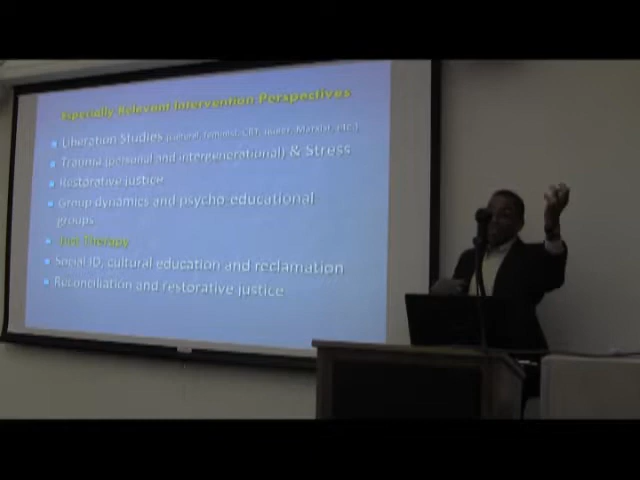 Especially Relevant Intervention Perspectives
Liberation Studies (cultural, feminist, CRT, queer, Marxist, etc.)
Trauma (personal and intergenerational) & Stress
Restorative justice
Group dynamics and psycho-educational
groups
Just Therapy
Social ID, cultural education and reclamation
Reconciliation and restorative justice